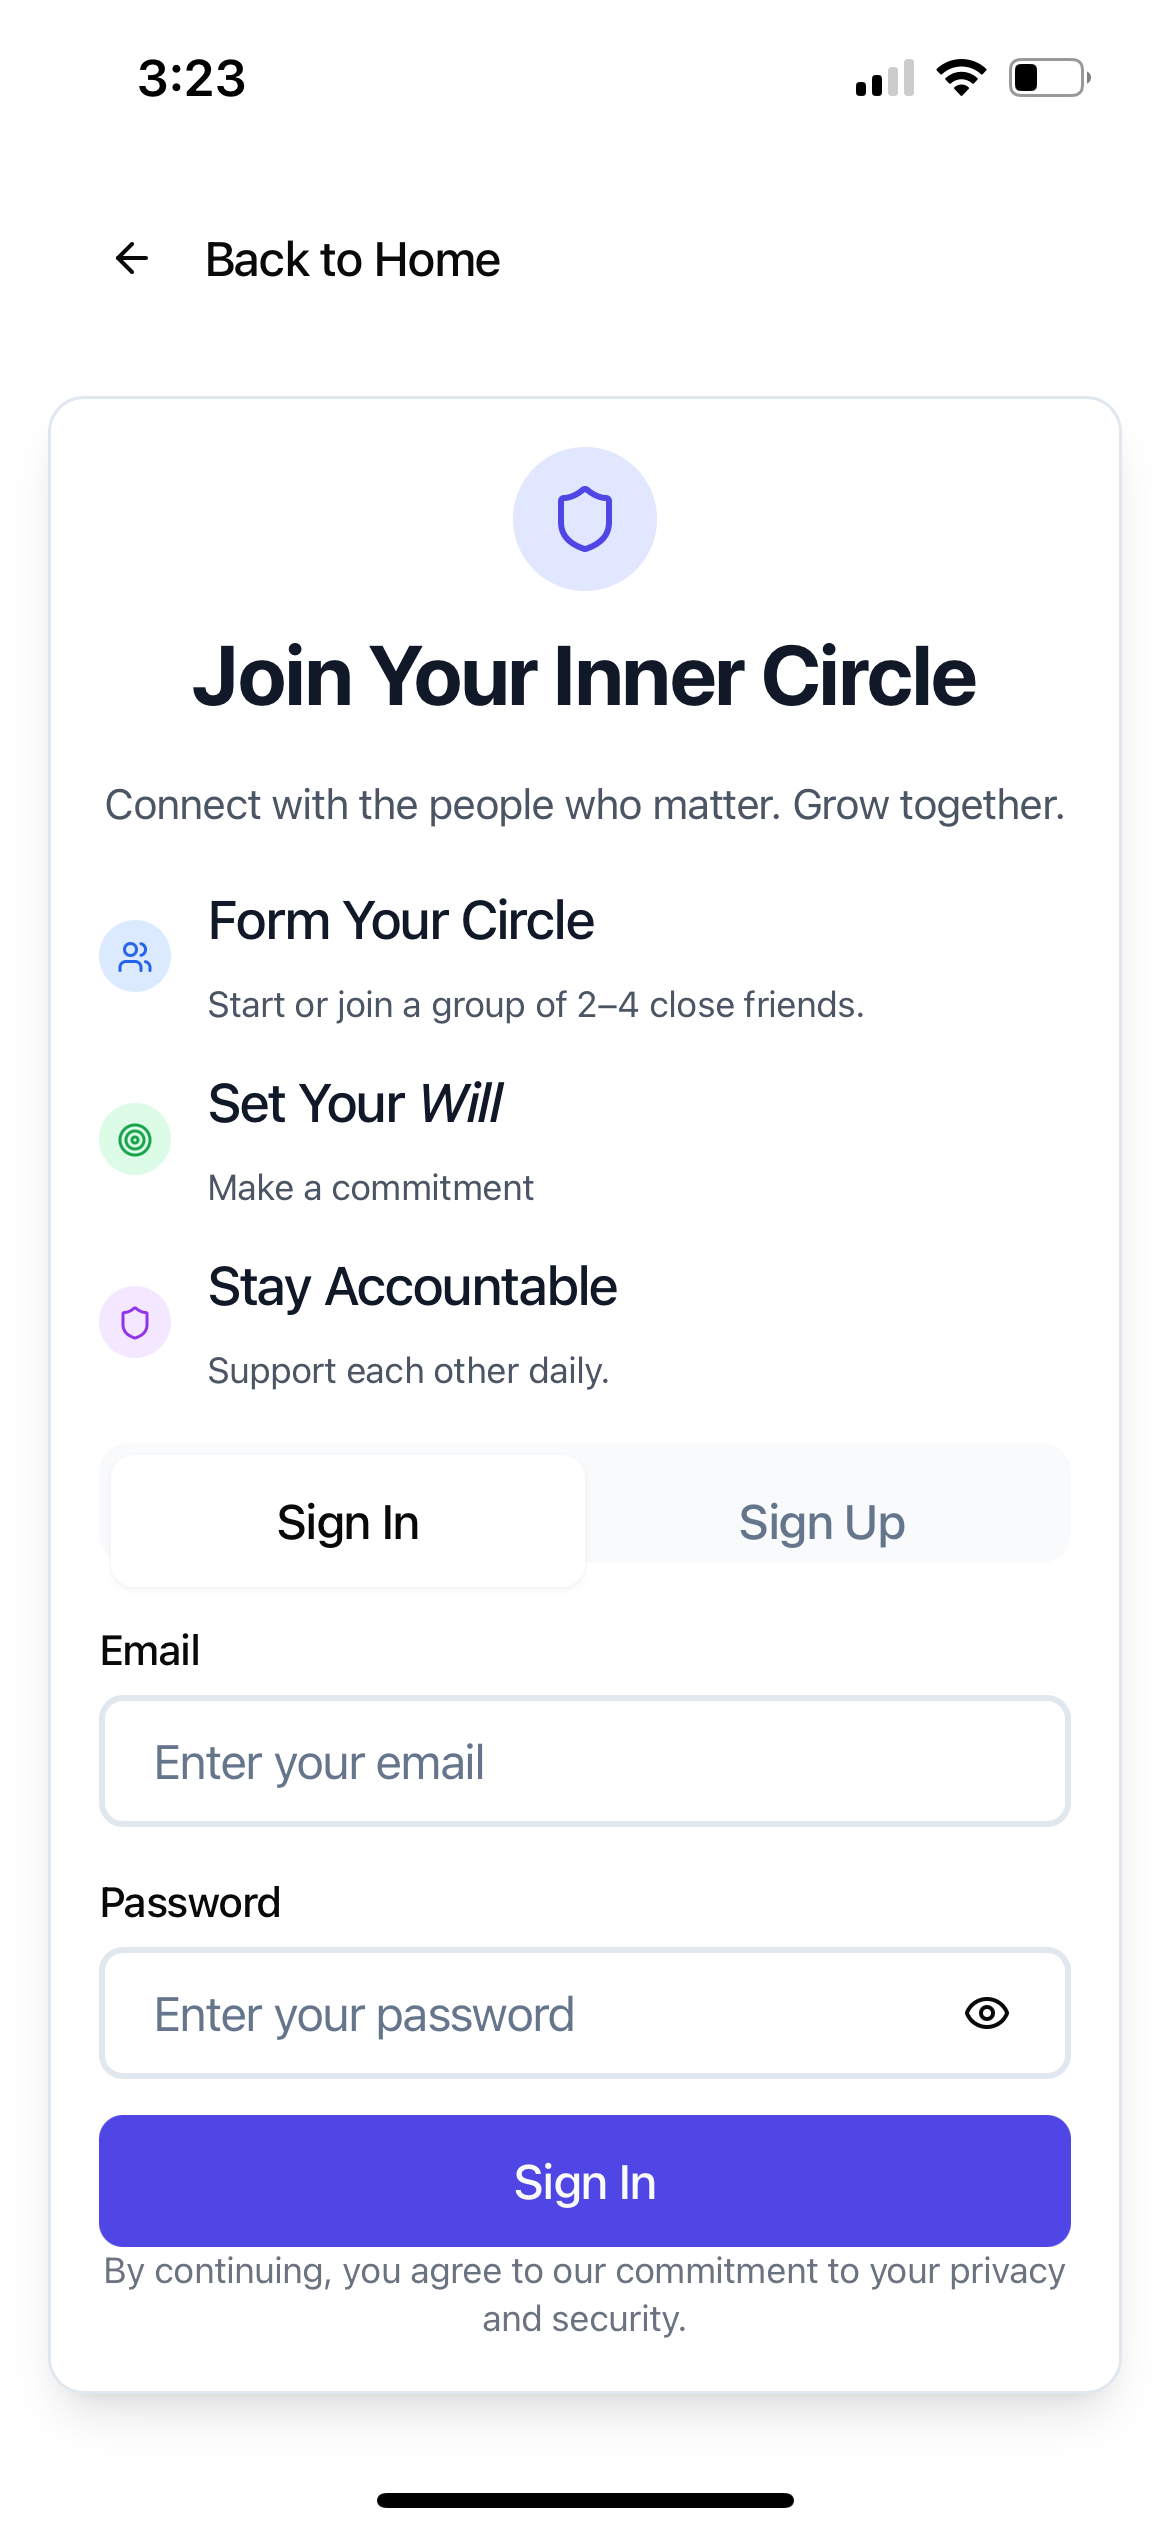 3:23
Back to Home
Join Your Inner Circle
Connect with the people who matter. Grow together.
Form Your Circle
Start or join a group of 2–4 close friends.
Set Your Will
Make a commitment
Stay Accountable
Support each other daily.
Sign In
Sign Up
Email
Enter your email
Password
Enter your password
Sign In
By continuing, you agree to our commitment to your privacy
and security.